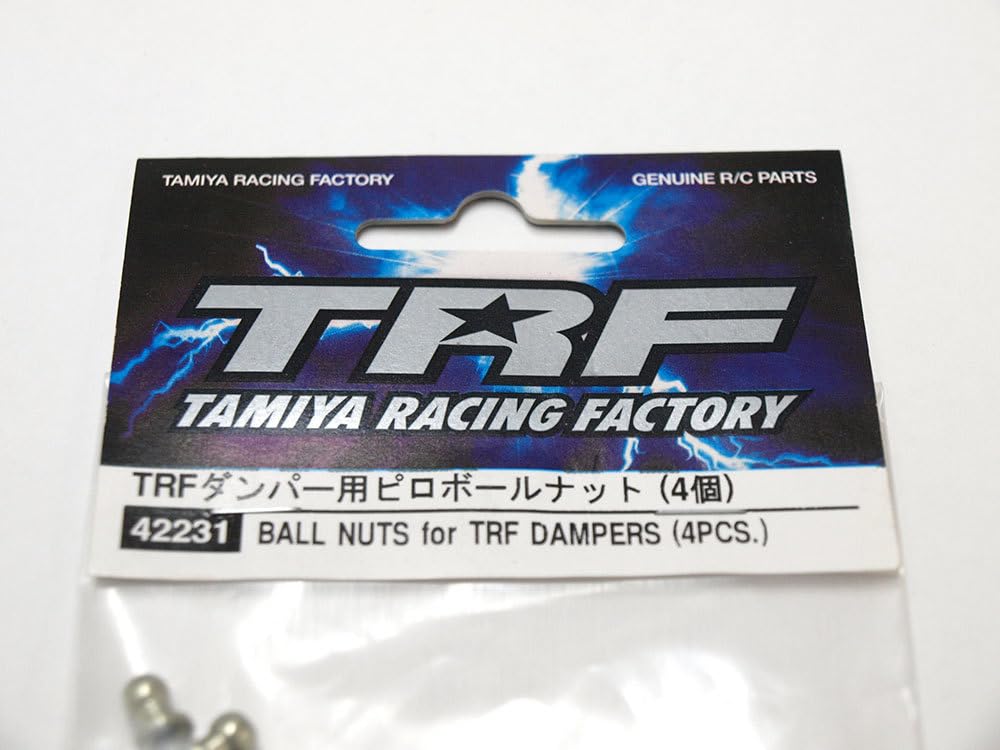 TAMIYA RACING FACTORY
GENUINE R/C PARTS
TRF
TAMIYA RACING FACTORY
TRFダンパー用ピロボールナット (4個)
42231 BALL NUTS for TRF DAMPERS (4PCS.)